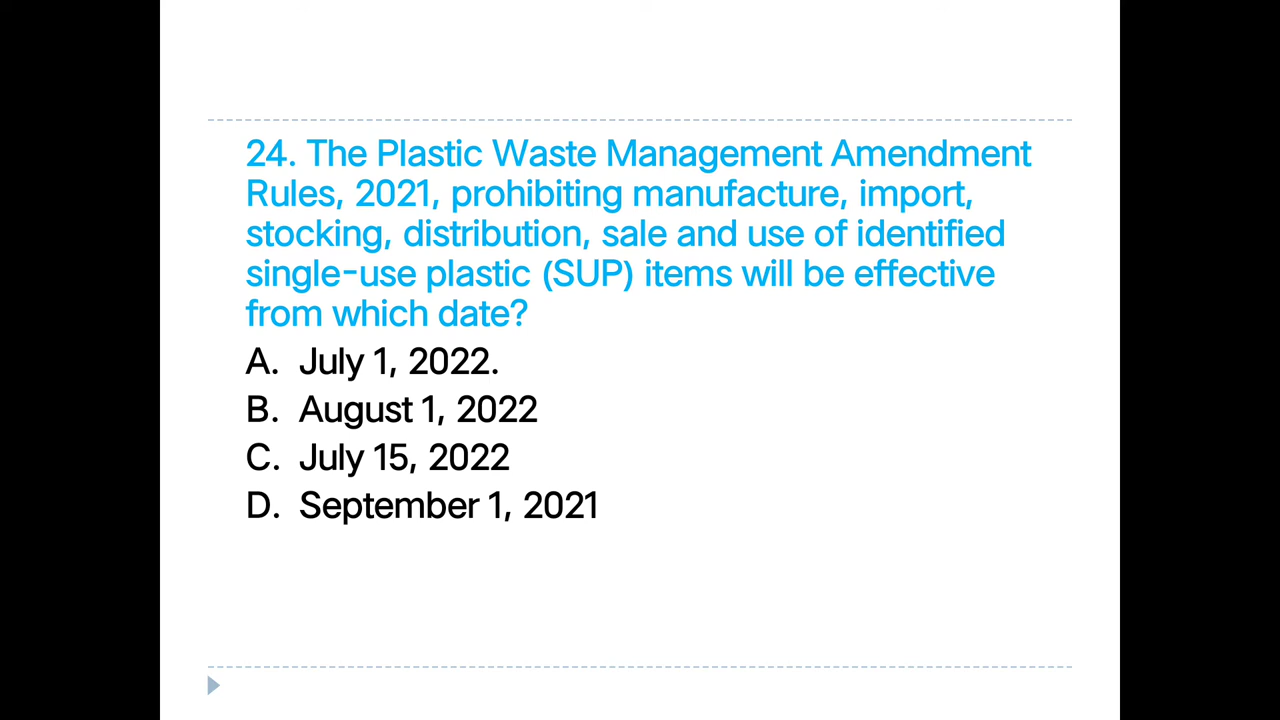 24. The Plastic Waste Management Amendment
Rules, 2021, prohibiting manufacture, import,
stocking, distribution, sale and use of identified
single-use plastic (SUP) items will be effective
from which date?
A. July 1, 2022.
B. August 1, 2022
C. July 15, 2022
D. September 1, 2021